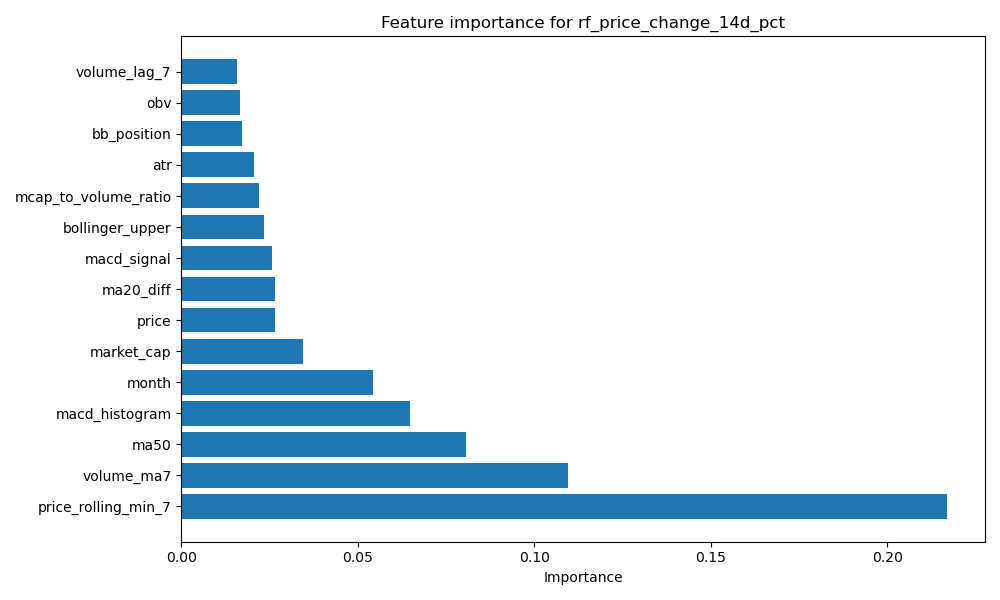 Feature importance for rf_price_change_14d_pct
volume_lag_7
obv
bb_position
atr
mcap_to_volume_ratio
bollinger_upper
macd_signal
ma20_diff
price
market_cap
month
macd_histogram
ma50
volume_ma7
price_rolling_min_7
0.00 0.05 0.10 0.15 0.20
Importance